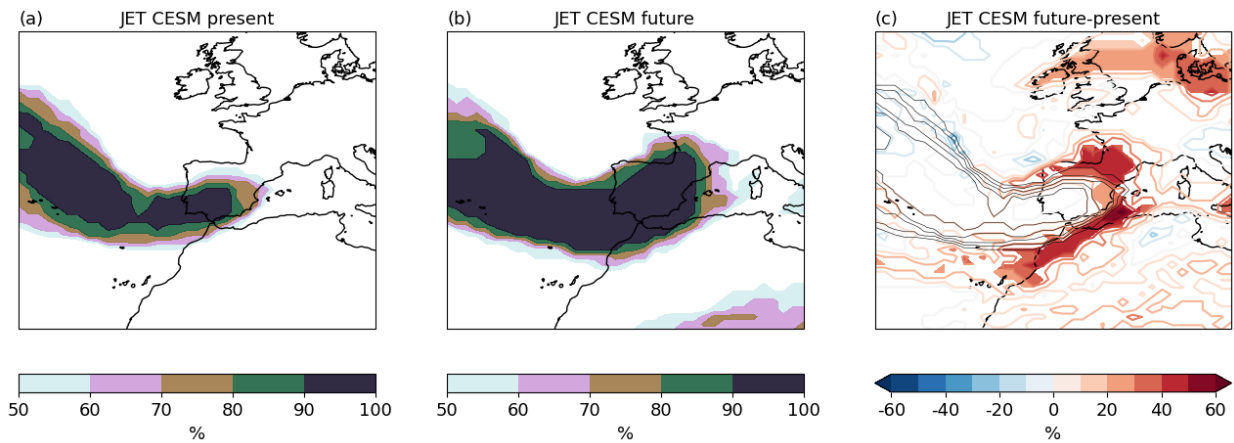 (a) JET CESM present
(b) JET CESM future
(c) JET CESM future-present
50 60 70 80 90 100
%
50 60 70 80 90 100
%
-60 -40 -20 0 20 40 60
%